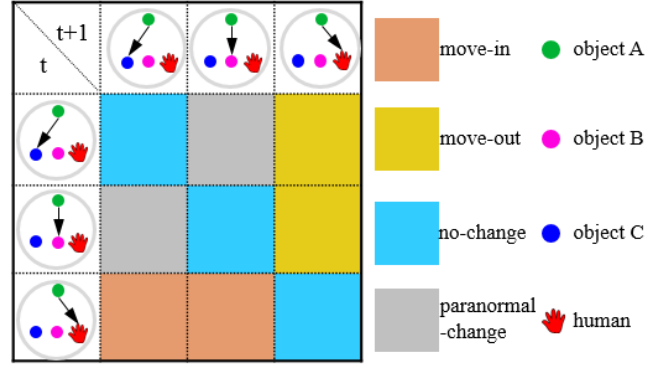 t+1
t
move-in
object A
move-out
object B
no-change
object C
paranormal
-change
human